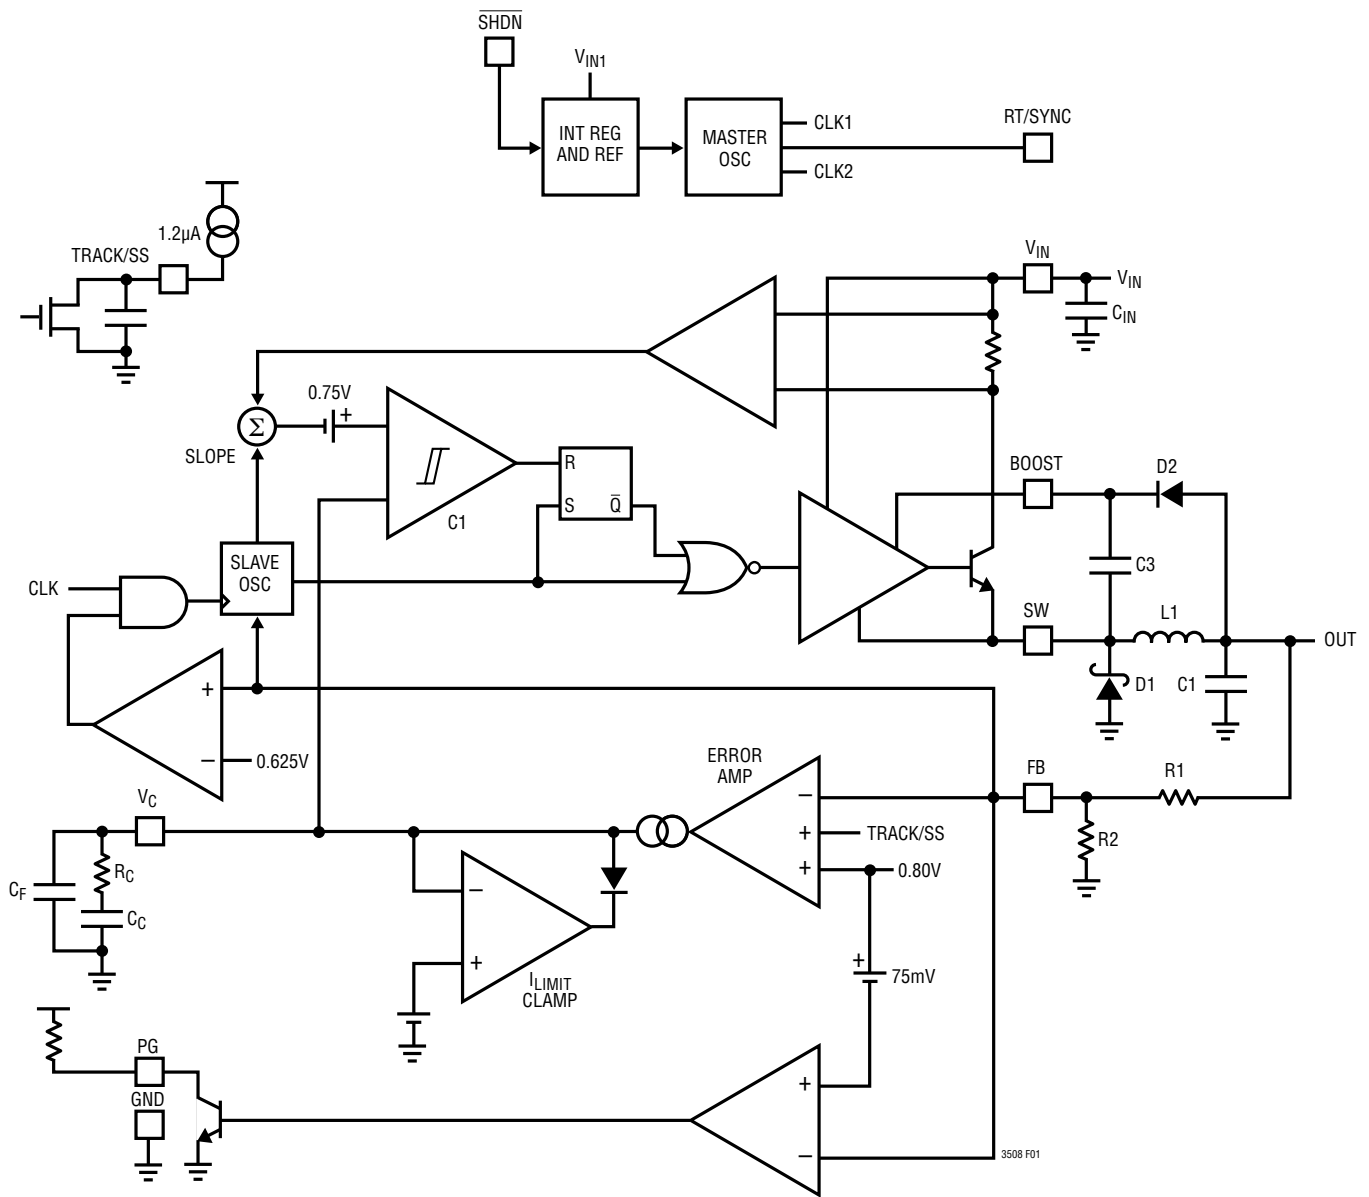 SHDN
VIN1
INT REG
AND REF
MASTER
OSC
CLK1
CLK2
RT/SYNC
1.2µA
TRACK/SS
VIN
VIN
CIN
0.75V
+
Σ
SLOPE
C1
R
S
Q
BOOST
D2
C3
SLAVE
OSC
CLK
SW
L1
OUT
D1
C1
+
−
0.625V
ERROR
AMP
−
+
TRACK/SS
+
0.80V
FB
R1
R2
VC
RC
CF
CC
−
+
ILIMIT
CLAMP
+
75mV
PG
GND
+
−
3508 F01